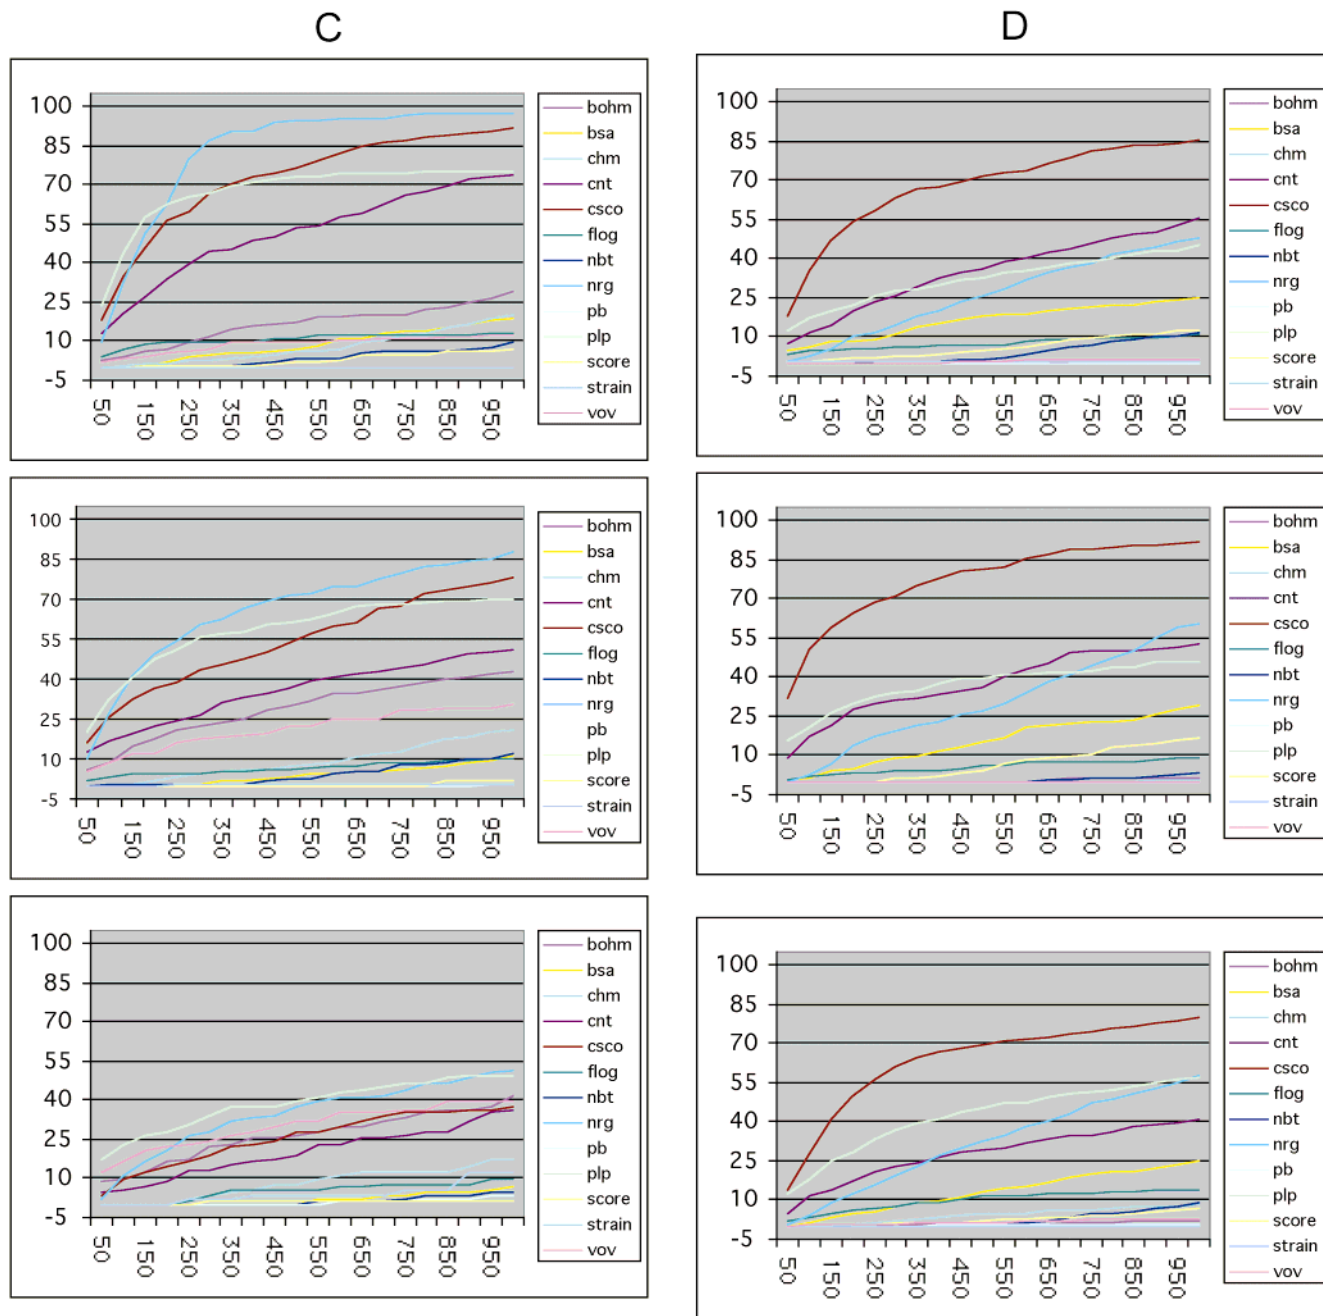 C
D
100
85
70
55
40
25
10
-5
50
150
250
350
450
550
650
750
850
950
bohm
bsa
chm
cnt
csco
flog
nbt
nrg
pb
plp
score
strain
vov
100
85
70
55
40
25
10
-5
50
150
250
350
450
550
650
750
850
950
bohm
bsa
chm
cnt
csco
flog
nbt
nrg
pb
plp
score
strain
vov
100
85
70
55
40
25
10
-5
50
150
250
350
450
550
650
750
850
950
bohm
bsa
chm
cnt
csco
flog
nbt
nrg
pb
plp
score
strain
vov
100
85
70
55
40
25
10
-5
50
150
250
350
450
550
650
750
850
950
bohm
bsa
chm
cnt
csco
flog
nbt
nrg
pb
plp
score
strain
vov
100
85
70
55
40
25
10
-5
50
150
250
350
450
550
650
750
850
950
bohm
bsa
chm
cnt
csco
flog
nbt
nrg
pb
plp
score
strain
vov
100
85
70
55
40
25
10
-5
50
150
250
350
450
550
650
750
850
950
bohm
bsa
chm
cnt
csco
flog
nbt
nrg
pb
plp
score
strain
vov